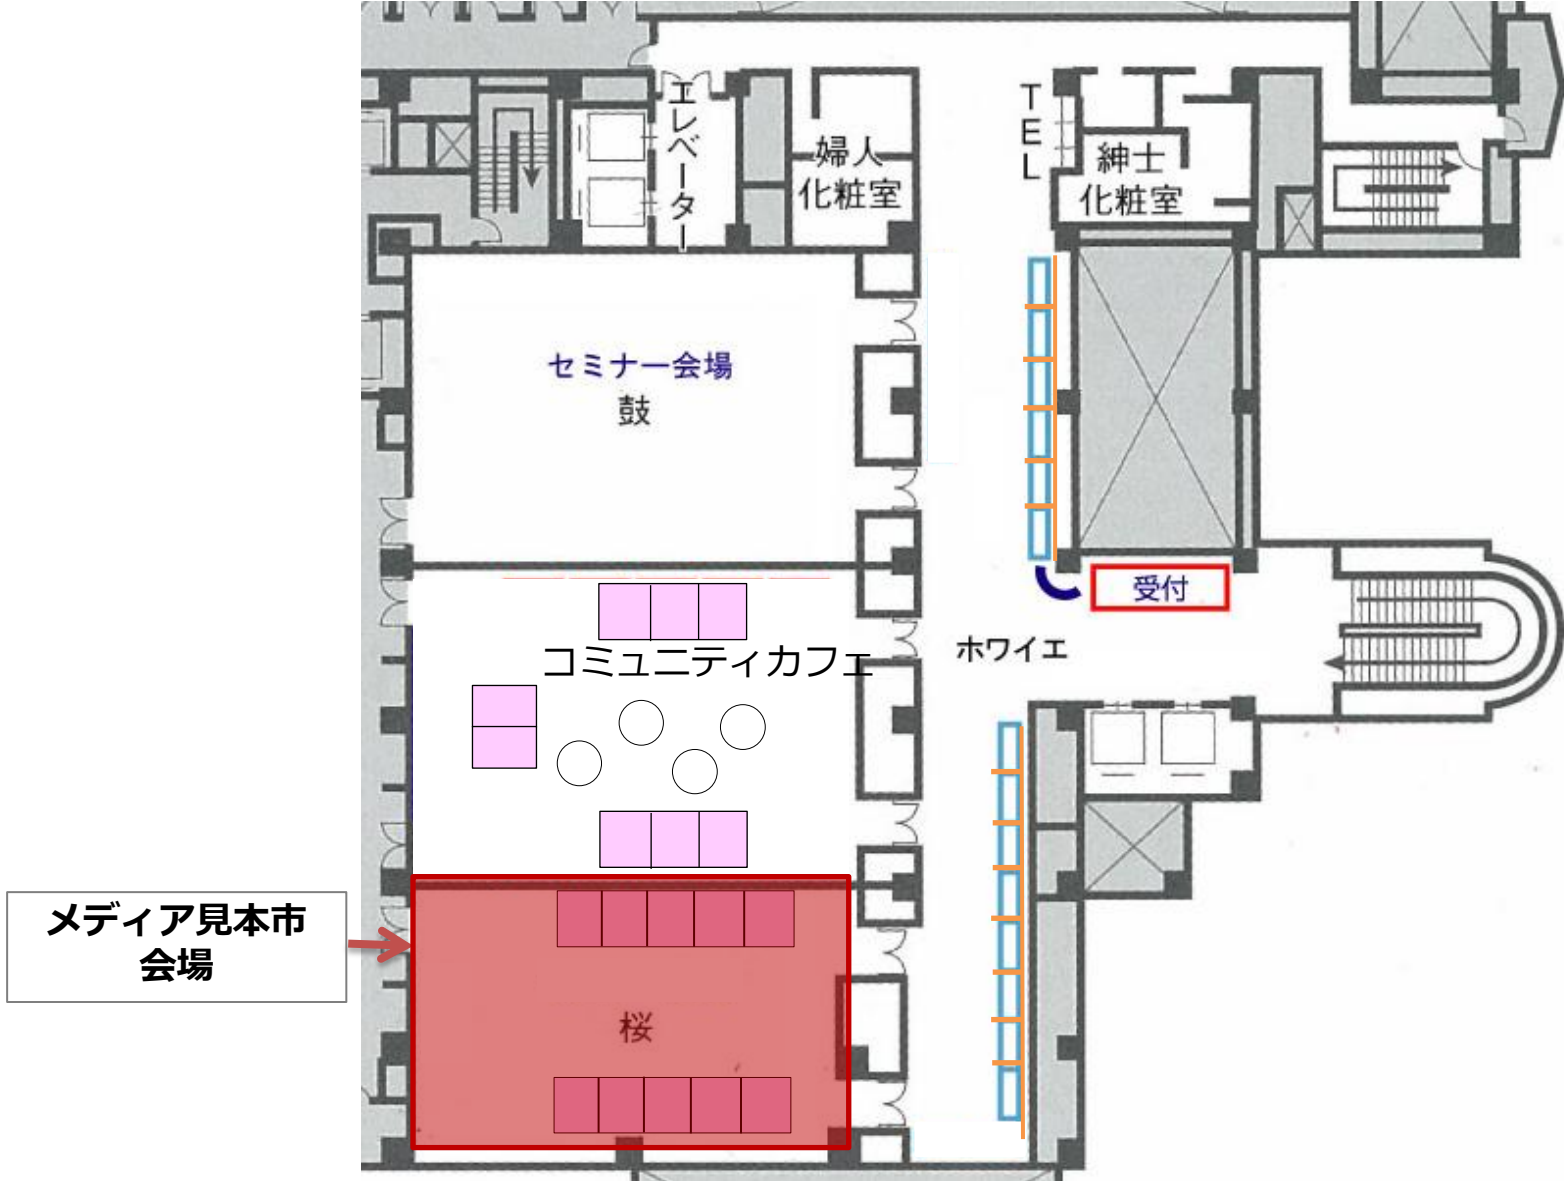 エレベーター
婦人
化粧室
TEL
紳士
化粧室
セミナー会場
鼓
受付
コミュニティカフェ
ホワイエ
メディア見本市
会場
桜